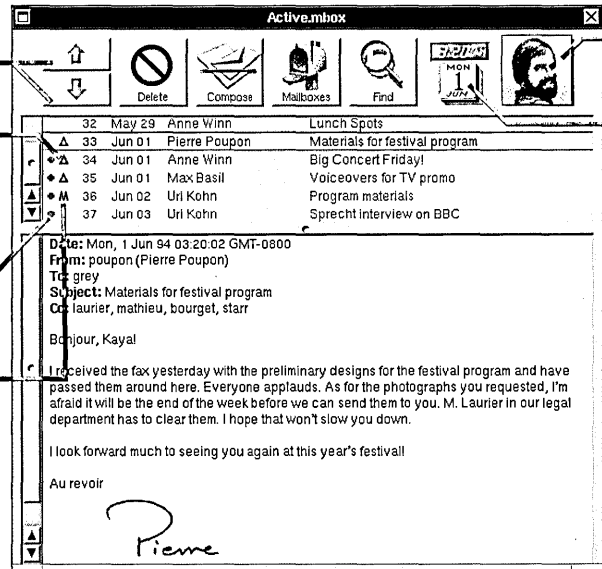 Active.mbox
Delete
Compose
Mailboxes
Find
MON
1
JUN
32 May 29 Anne Winn Lunch Spots
33 Jun 01 Pierre Poupon Materials for festival program
34 Jun 01 Anne Winn Big Concert Friday!
35 Jun 01 Max Basil Voiceovers for TV promo
36 Jun 02 Uri Kohn Program materials
37 Jun 03 Uri Kohn Sprecht interview on BBC
Date: Mon, 1 Jun 94 03:20:02 GMT-0800
From: poupon (Pierre Poupon)
To: grey
Subject: Materials for festival program
Cc: laurier, mathieu, bourget, starr
Bonjour, Kaya!
I received the fax yesterday with the preliminary designs for the festival program and have
passed them around here. Everyone applauds. As for the photographs you requested, I'm
afraid it will be the end of the week before we can send them to you. M. Laurier in our legal
department has to clear them. I hope that won't slow you down.
I look forward much to seeing you again at this year's festival!
Au revoir
Pierre